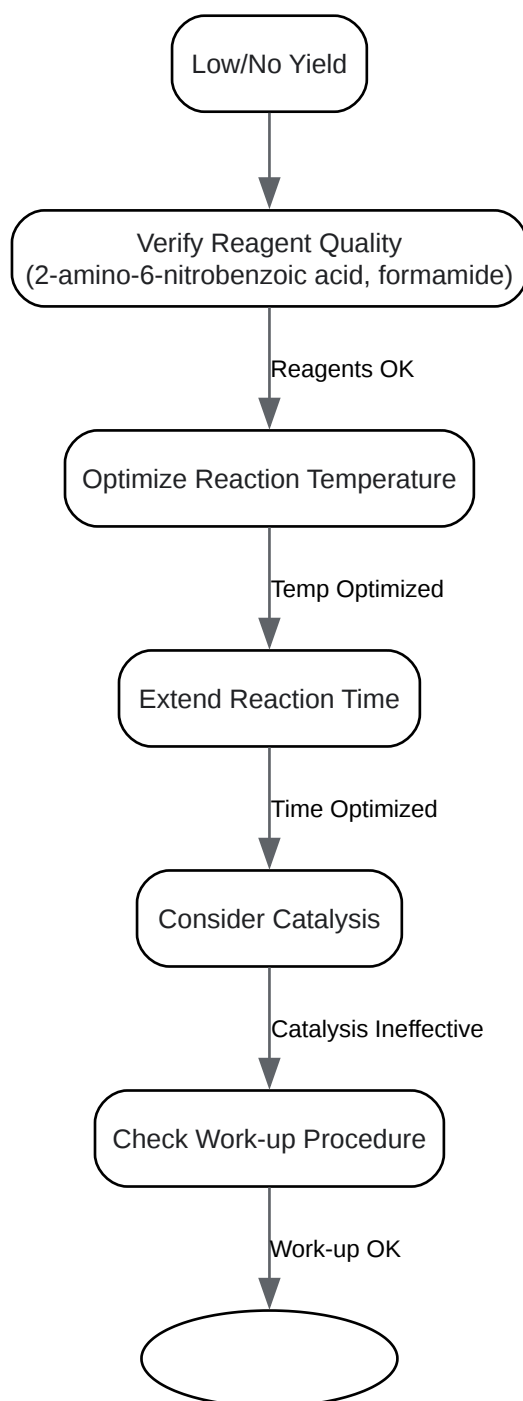 Low/No Yield
Verify Reagent Quality
(2-amino-6-nitrobenzoic acid, formamide)
Reagents OK
Optimize Reaction Temperature
Temp Optimized
Extend Reaction Time
Time Optimized
Consider Catalysis
Catalysis Ineffective
Check Work-up Procedure
Work-up OK